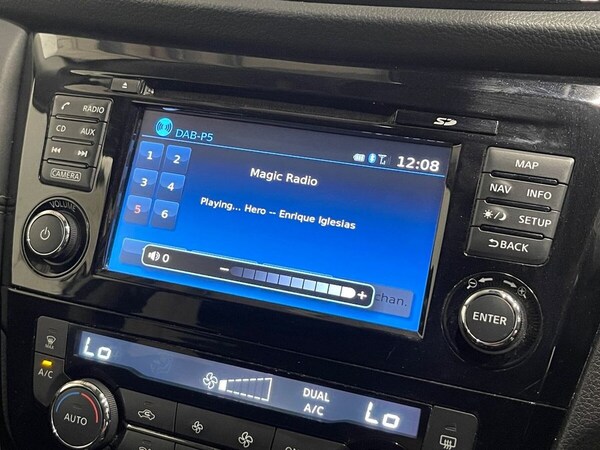 RADIO
CD AUX
CAMERA
VOLUME
DAB-P5
12:08
1 2
3 4
5 6
Magic Radio
Playing... Hero -- Enrique Iglesias
0
- +
chan.
SD
MAP
NAV INFO
SETUP
BACK
ENTER
MAX
A/C
AUTO
Lo
DUAL
A/C
Lo